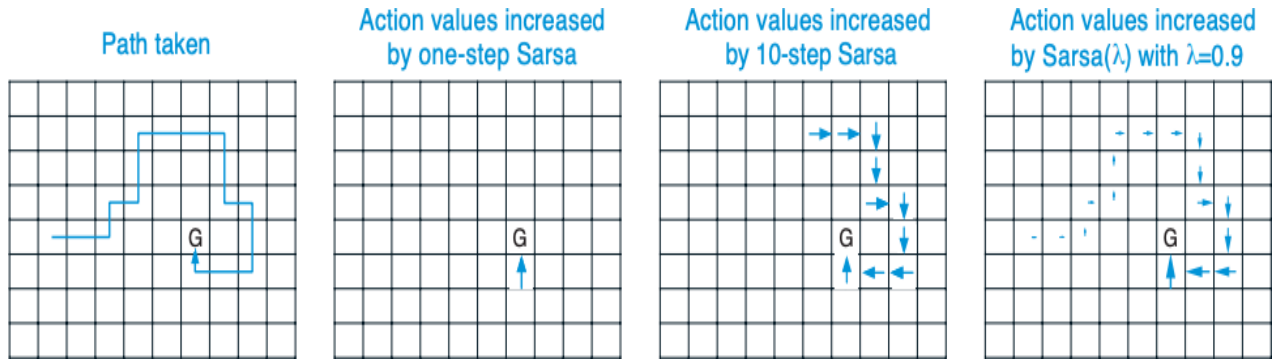 Path taken
Action values increased
by one-step Sarsa
Action values increased
by 10-step Sarsa
Action values increased
by Sarsa(λ) with λ=0.9
G
G
G
G